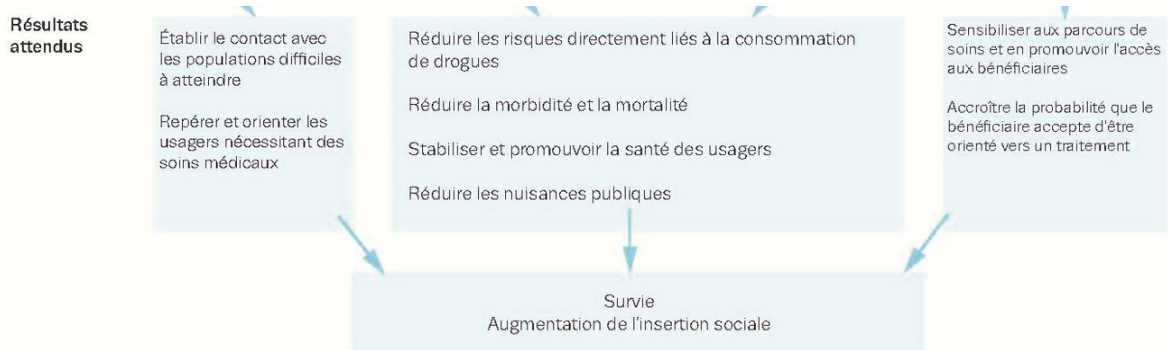 Résultats
attendus
Établir le contact avec
les populations difficiles
à atteindre
Repérer et orienter les
usagers nécessitant des
soins médicaux
Réduire les risques directement liés à la consommation
de drogues
Réduire la morbidité et la mortalité
Stabiliser et promouvoir la santé des usagers
Réduire les nuisances publiques
Sensibiliser aux parcours de
soins et en promouvoir l'accès
aux bénéficiaires
Accroître la probabilité que le
bénéficiaire accepte d'être
orienté vers un traitement
Survie
Augmentation de l'insertion sociale